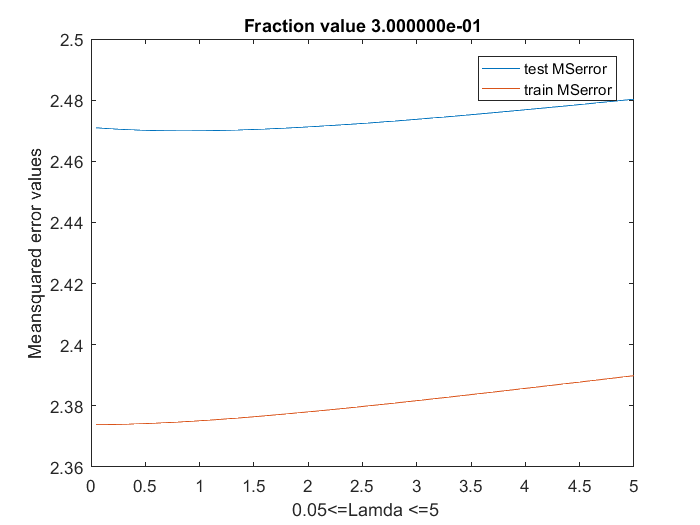 Fraction value 3.000000e-01
2.5
2.48
2.46
2.44
2.42
2.4
2.38
2.36
Meansquared error values
test MSerror
train MSerror
0 0.5 1 1.5 2 2.5 3 3.5 4 4.5 5
0.05<=Lamda <=5